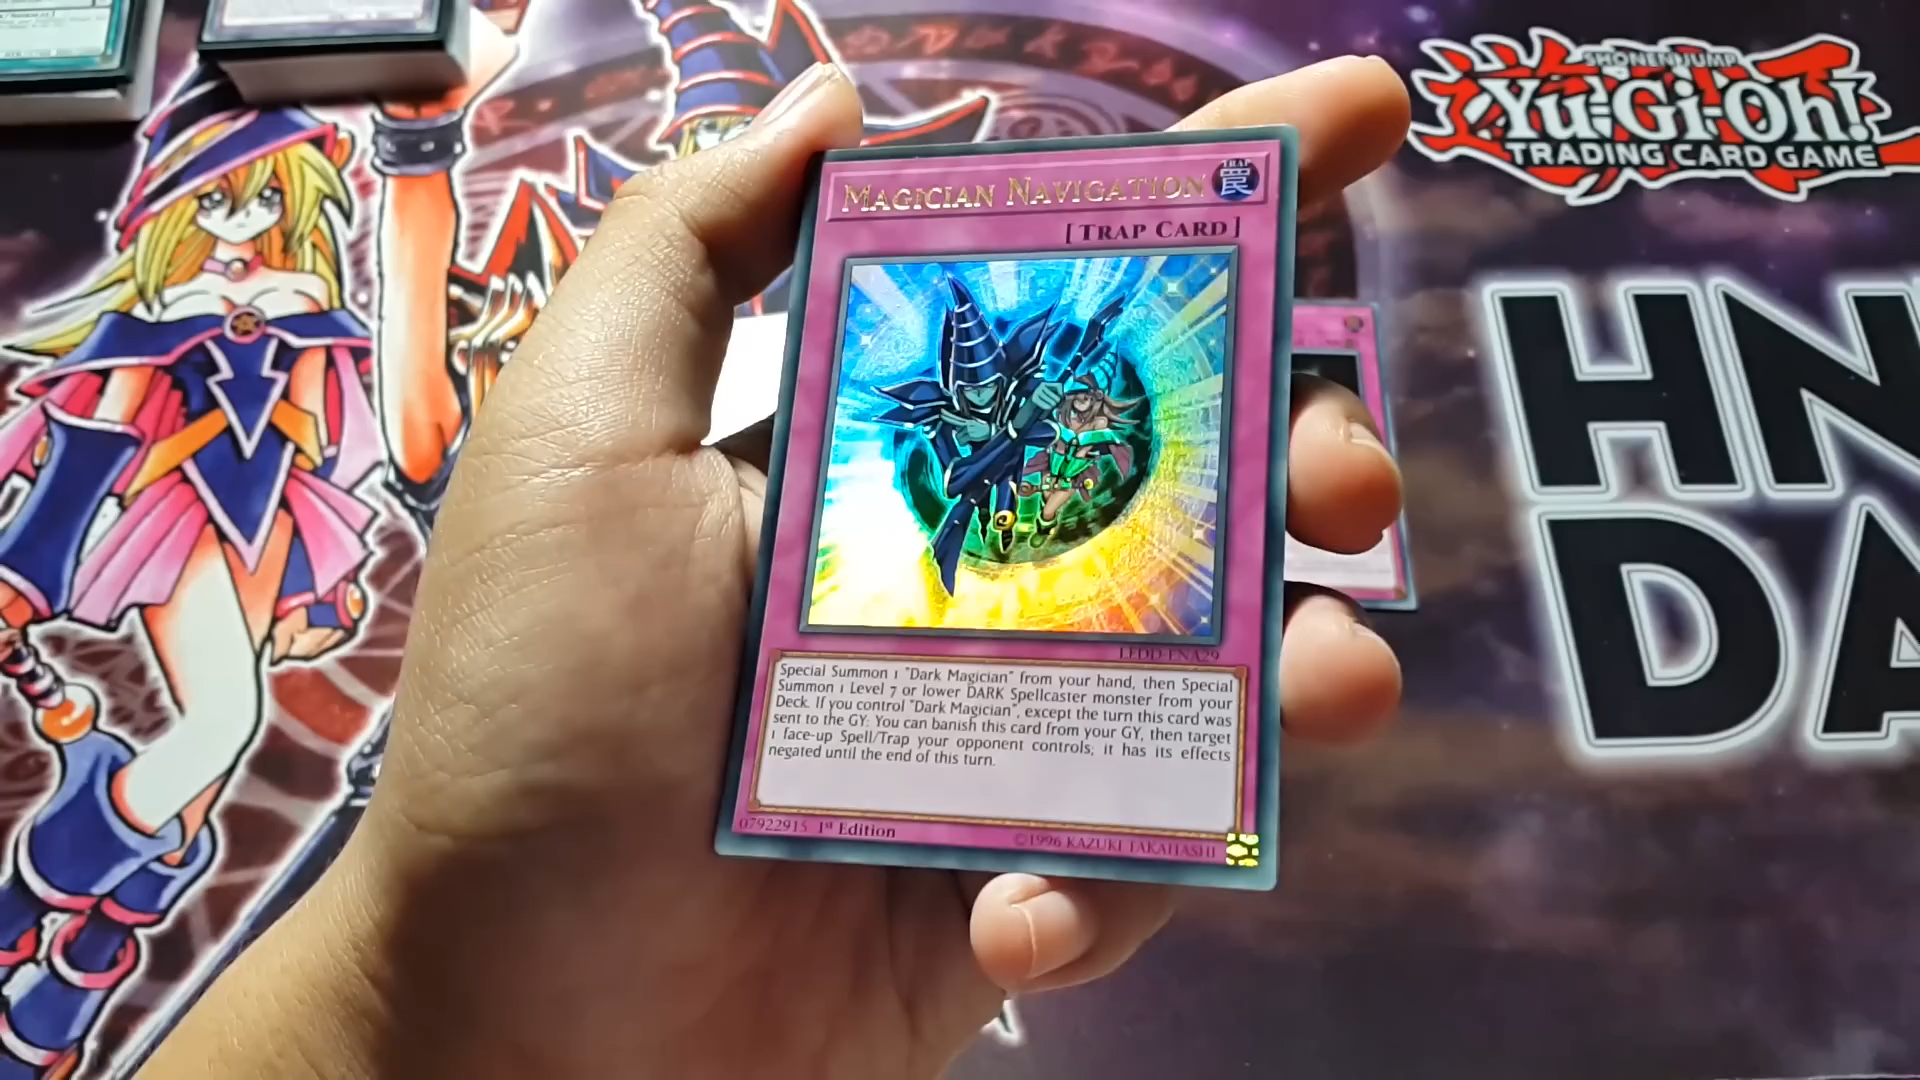 SHONEN JUMP
Yu-Gi-Oh!
TRADING CARD GAME
MAGICIAN NAVIGATION
TRAP
罠
[TRAP CARD]
HN
DA
LEDD-ENA29
Special Summon 1 "Dark Magician" from your hand, then Special
Summon 1 Level 7 or lower DARK Spellcaster monster from your
Deck. If you control "Dark Magician", except the turn this card was
sent to the GY: You can banish this card from your GY, then target
1 face-up Spell/Trap your opponent controls; it has its effects
negated until the end of this turn.
07922915 1st Edition
©1996 KAZUKI TAKAHASHI